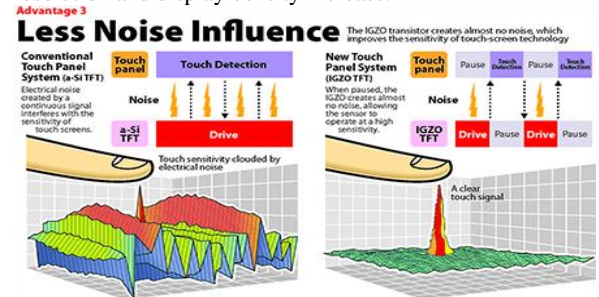 Advantage 3
Less Noise Influence
The IGZO transistor creates almost no noise, which
improves the sensitivity of touch-screen technology
Conventional
Touch Panel
System (a-Si TFT)
Electrical noise
created by a
continuous signal
interferes with the
sensitivity of
touch screens.
Touch
panel
Touch Detection
Noise
a-Si
TFT
Drive
Touch sensitivity clouded by
electrical noise
New Touch
Panel System
(IGZO TFT)
When paused, the
IGZO creates almost
no noise, allowing
the sensor to
operate at a high
sensitivity.
Touch
panel
Pause
Touch
Detection
Pause
Touch
Detection
Noise
IGZO
TFT
Drive
Pause
Drive
Pause
A clear
touch signal